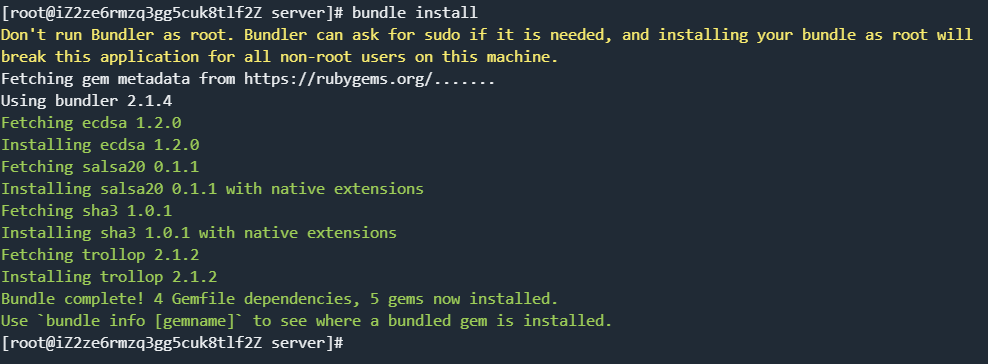 [root@iZ2ze6rmzq3gg5cuk8tlf2Z server]# bundle install
Don't run Bundler as root. Bundler can ask for sudo if it is needed, and installing your bundle as root will
break this application for all non-root users on this machine.
Fetching gem metadata from https://rubygems.org/.......
Using bundler 2.1.4
Fetching ecdsa 1.2.0
Installing ecdsa 1.2.0
Fetching salsa20 0.1.1
Installing salsa20 0.1.1 with native extensions
Fetching sha3 1.0.1
Installing sha3 1.0.1 with native extensions
Fetching trollop 2.1.2
Installing trollop 2.1.2
Bundle complete! 4 Gemfile dependencies, 5 gems now installed.
Use `bundle info [gemname]` to see where a bundled gem is installed.
[root@iZ2ze6rmzq3gg5cuk8tlf2Z server]#